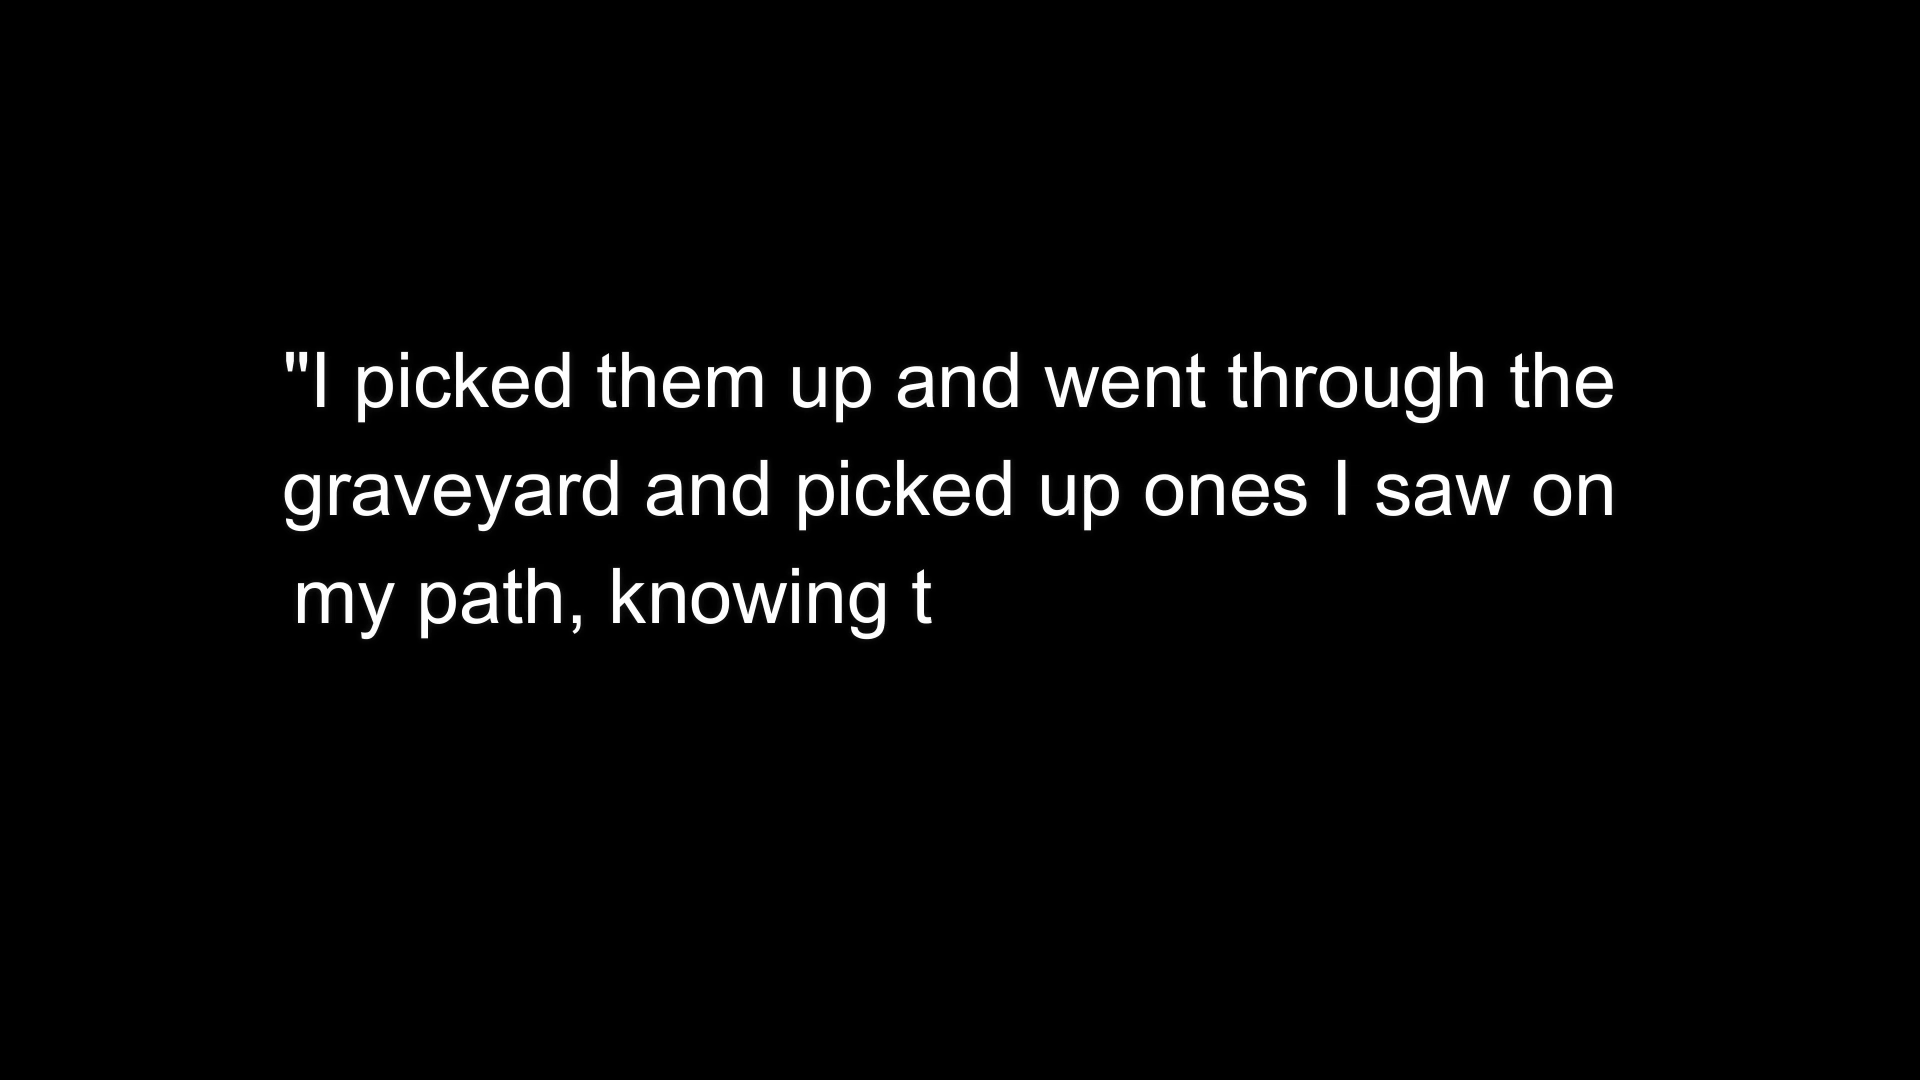 "I picked them up and went through the
graveyard and picked up ones I saw on
my path, knowing t